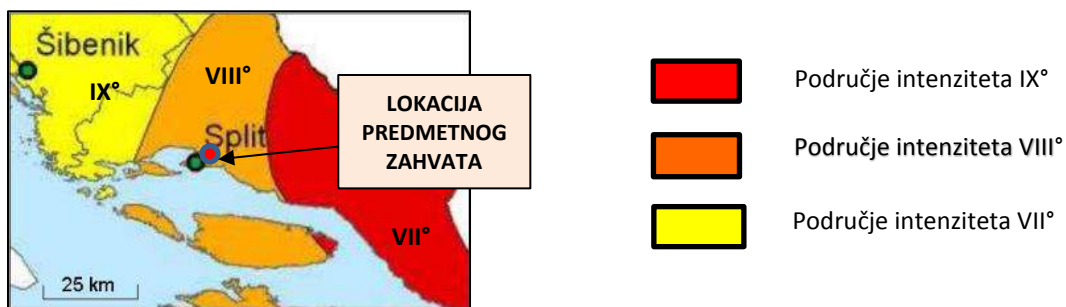 Šibenik
VIII°
IX°
LOKACIJA
PREDMETNOG
ZAHVATA
Split
VII°
25 km
Područje intenziteta IX°
Područje intenziteta VIII°
Područje intenziteta VII°